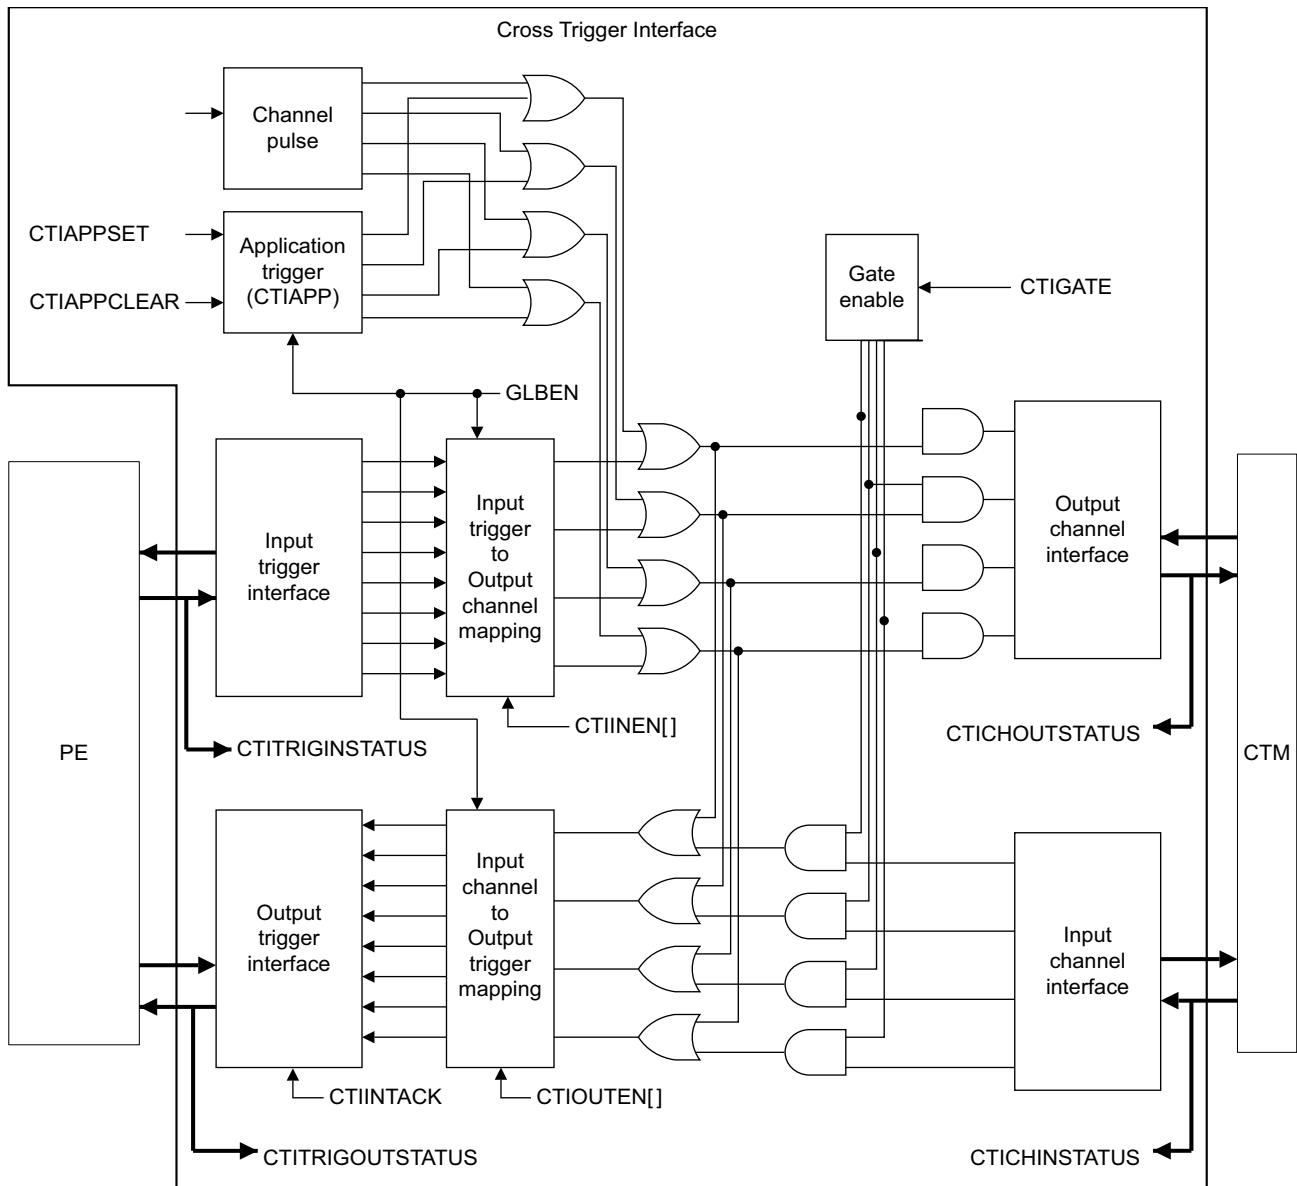 Cross Trigger Interface
Channel
pulse
CTIAPPSET
CTIAPPCLEAR
Application
trigger
(CTIAPP)
Gate
enable
CTIGATE
GLBEN
PE
Input
trigger
interface
Input
trigger
to
Output
channel
mapping
Output
channel
interface
CTM
CTIINEN[]
CTITRIGINSTATUS
CTICHOUTSTATUS
Output
trigger
interface
Input
channel
to
Output
trigger
mapping
Input
channel
interface
CTIINTACK
CTIOUTEN[]
CTITRIGOUTSTATUS
CTICHINSTATUS